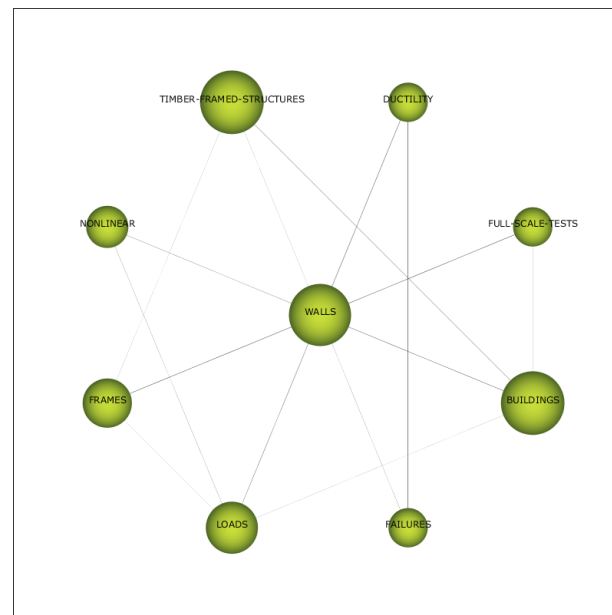 TIMBER-FRAMED-STRUCTURES
DUCTILITY
NONLINEAR
FULL-SCALE-TESTS
WALLS
FRAMES
BUILDINGS
LOADS
FAILURES